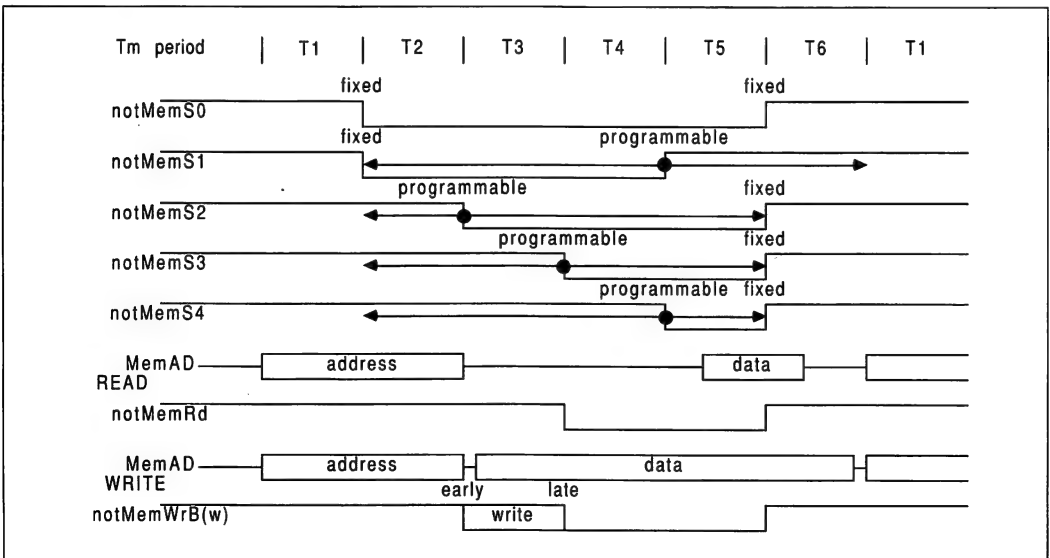 Tm period | T1 | T2 | T3 | T4 | T5 | T6 | T1
fixed fixed
notMemS0
fixed programmable
notMemS1
programmable fixed
notMemS2
programmable fixed
notMemS3
programmable fixed
notMemS4
MemAD address data
READ
notMemRd
MemAD address data
WRITE
early late
notMemWrB(w) write